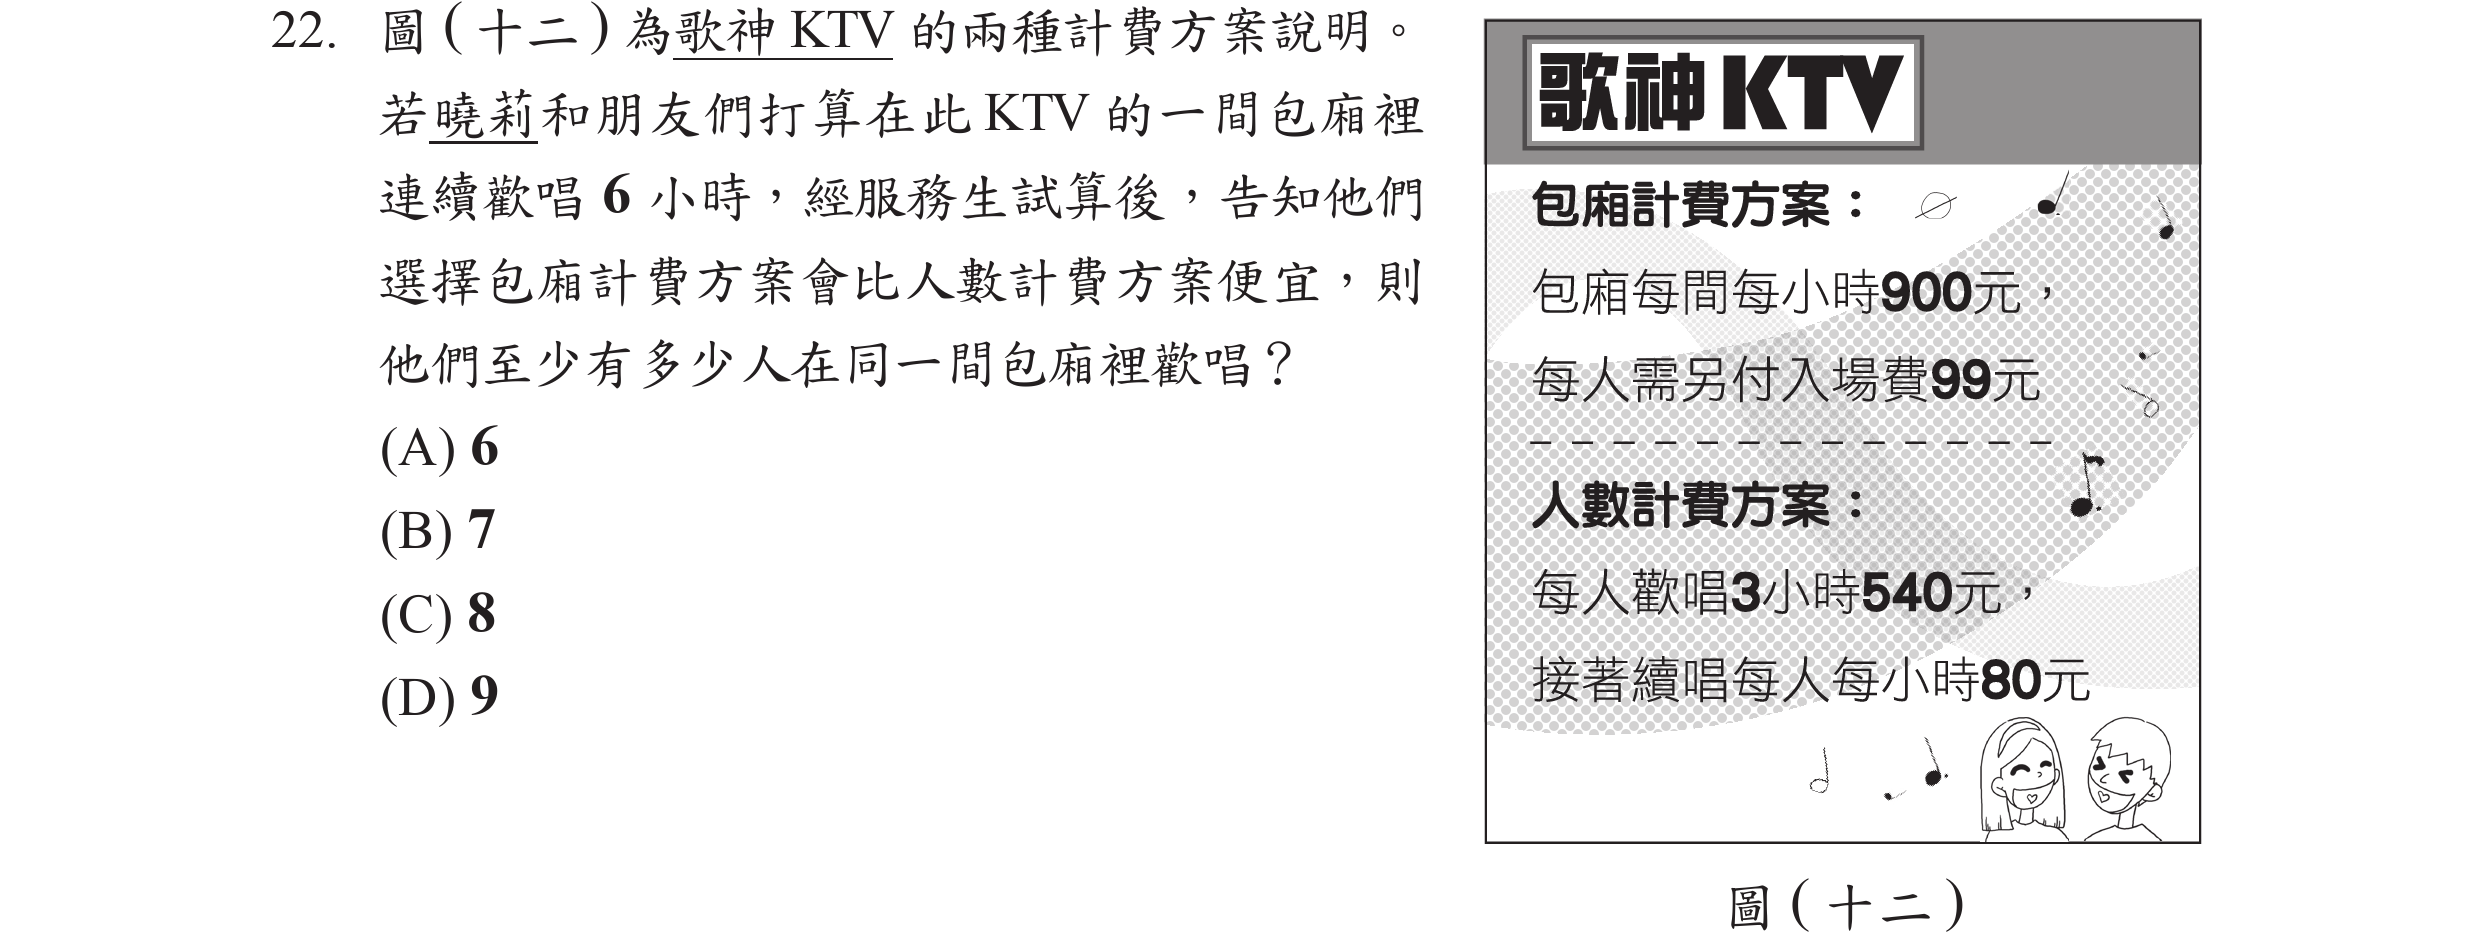 22. 圖(十二)為歌神 KTV 的兩種計費方案說明。
若曉莉和朋友們打算在此 KTV 的一間包廂裡
連續歡唱 6 小時，經服務生試算後，告知他們
選擇包廂計費方案會比人數計費方案便宜，則
他們至少有多少人在同一間包廂裡歡唱？
(A) 6
(B) 7
(C) 8
(D) 9
歌神 KTV
包廂計費方案：
包廂每間每小時900元，
每人需另付入場費99元
人數計費方案：
每人歡唱3小時540元，
接著續唱每人每小時80元
圖(十二)